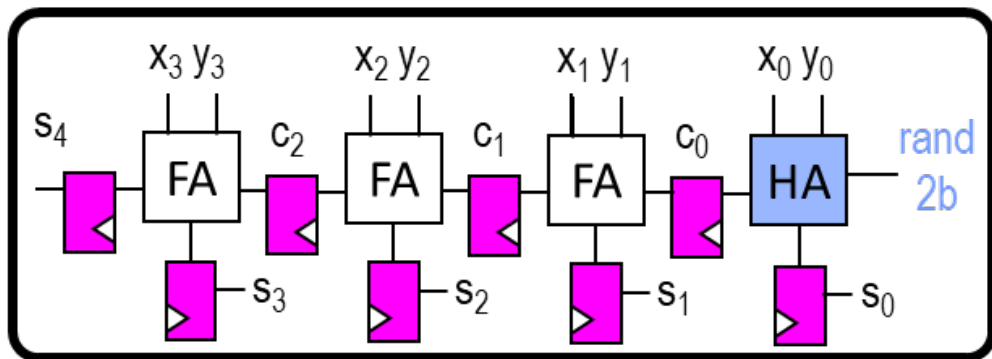 x₃ y₃ x₂ y₂ x₁ y₁ x₀ y₀
s₄ c₂ c₁ c₀ rand
FA FA FA HA 2b
s₃ s₂ s₁ s₀